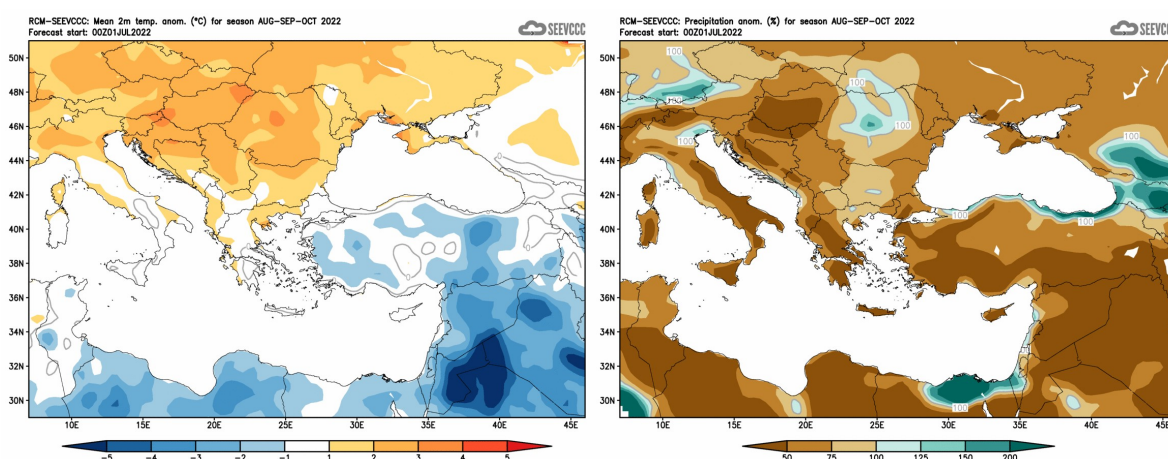 RCM-SEEVCCC: Mean 2m temp. anom. (°C) for season AUG-SEP-OCT 2022
Forecast start: 00Z01JUL2022
SEEVCCC
50N
48N
46N
44N
42N
40N
38N
36N
34N
32N
30N
10E 15E 20E 25E 30E 35E 40E 45E
-5 -4 -3 -2 -1 1 2 3 4 5
RCM-SEEVCCC: Precipitation anom. (%) for season AUG-SEP-OCT 2022
Forecast start: 00Z01JUL2022
SEEVCCC
50N
48N
46N
44N
42N
40N
38N
36N
34N
32N
30N
100
100
100
100
100
100
100
100
100
10E 15E 20E 25E 30E 35E 40E 45E
50 75 100 125 150 200